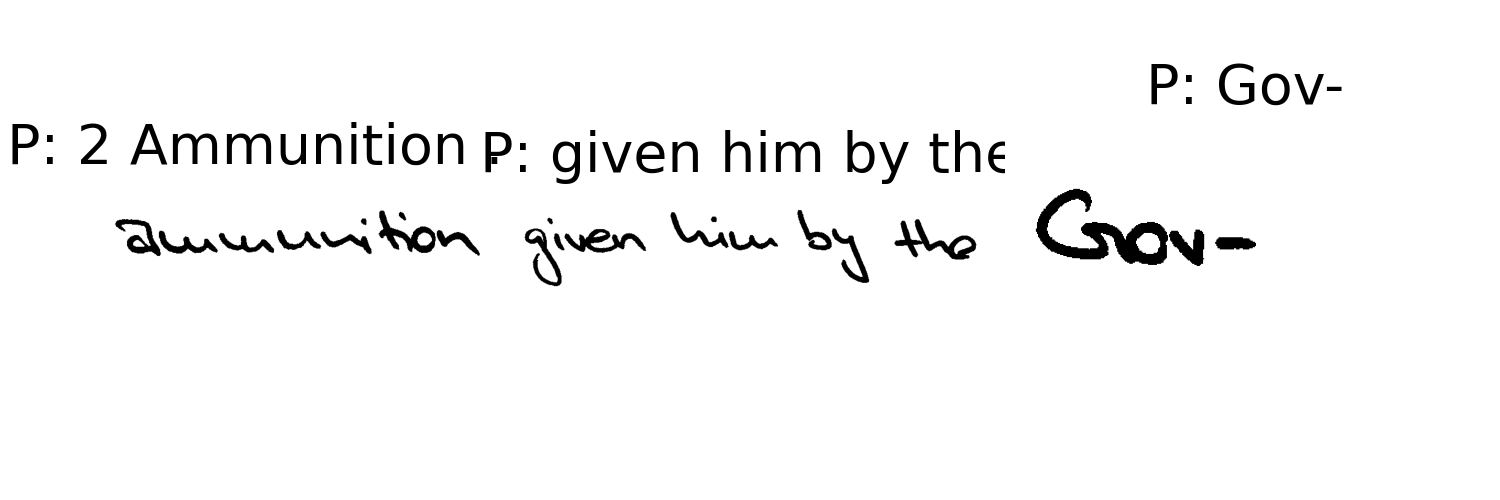 P: Gov-
P: 2 Ammunition . P: given him by the
ammunition given him by the Gov-